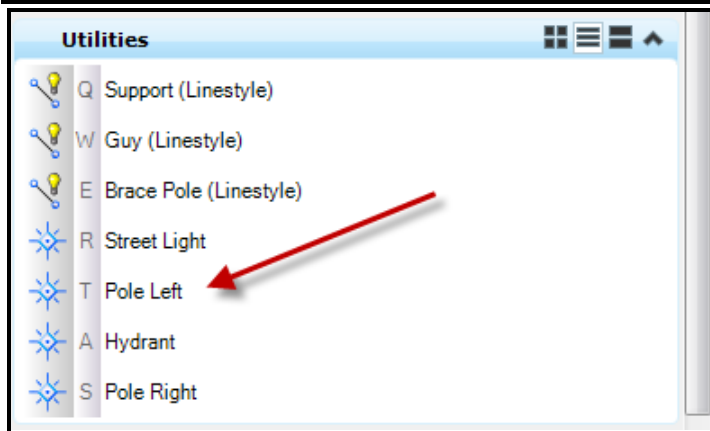 Utilities
Q Support (Linestyle)
W Guy (Linestyle)
E Brace Pole (Linestyle)
R Street Light
T Pole Left
A Hydrant
S Pole Right